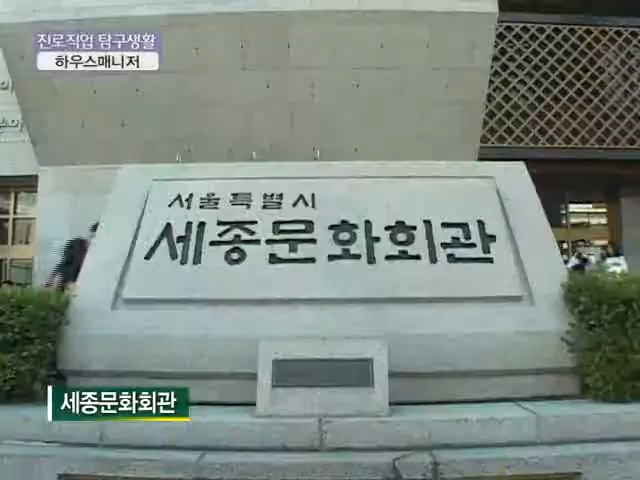 진로직업 탐구생활
하우스매니저
서울특별시
세종문화회관
세종문화회관